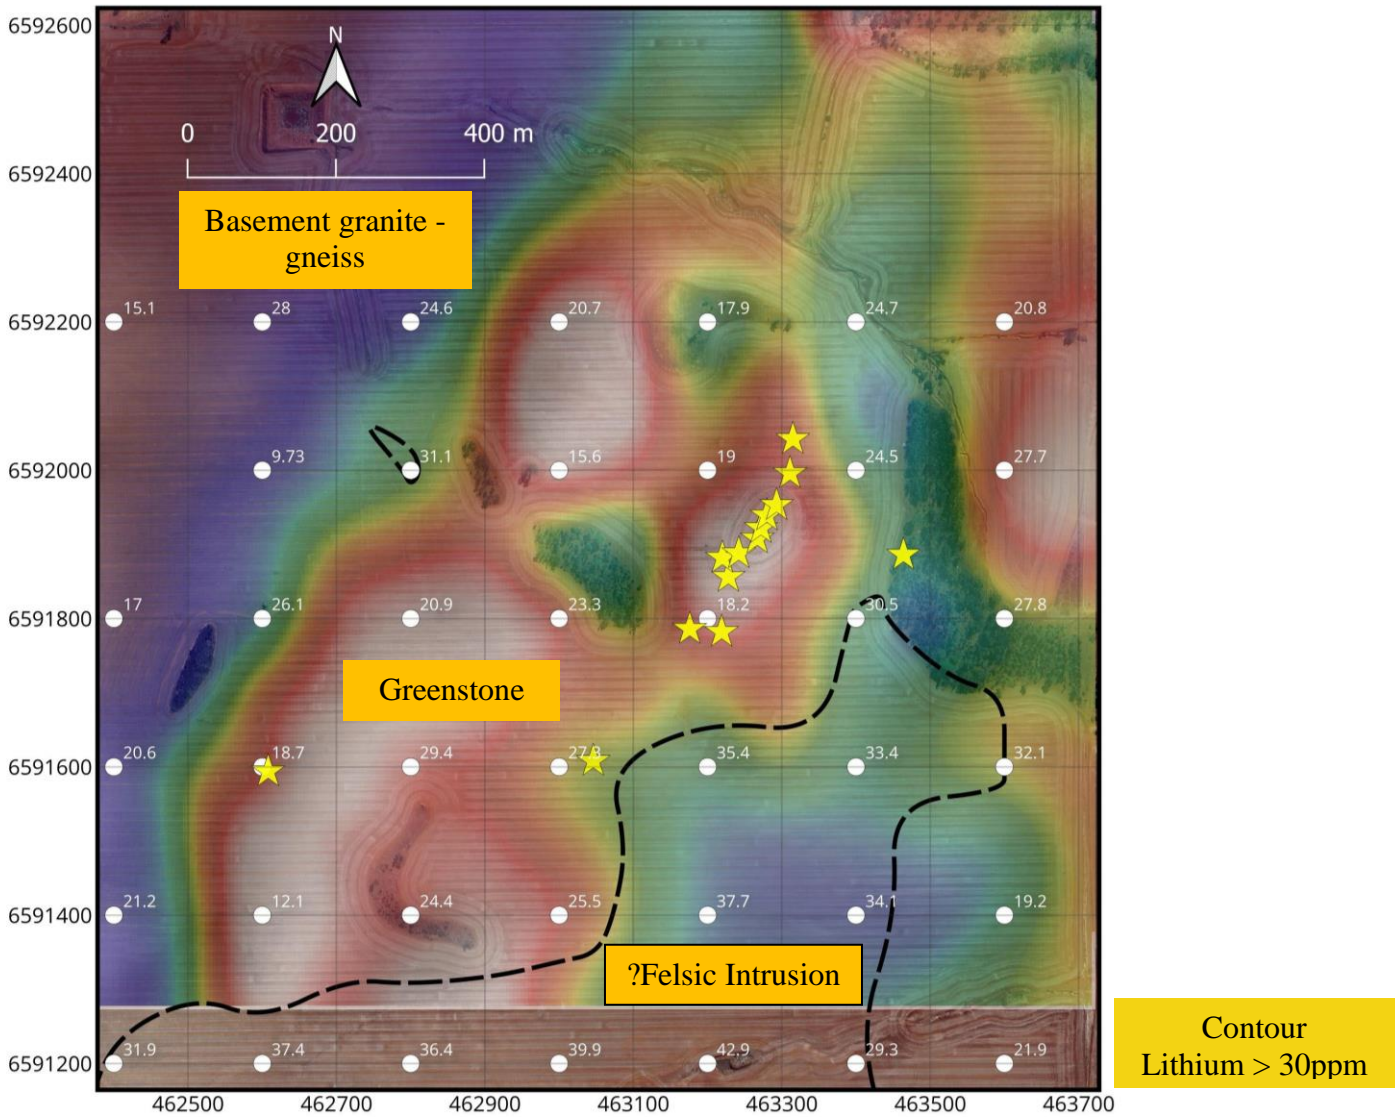 6592600
N
0 200 400 m
6592400
Basement granite -
gneiss
15.1 28 24.6 20.7 17.9 24.7 20.8
6592200
9.73 31.1 15.6 19 24.5 27.7
6592000
17 26.1 20.9 23.3 18.2 30.5 27.8
6591800
Greenstone
20.6 18.7 29.4 35.4 33.4 32.1
6591600
21.2 12.1 24.4 25.5 37.7 34.1 19.2
6591400
?Felsic Intrusion
31.9 37.4 36.4 39.9 42.9 29.3 21.9
6591200
Contour
Lithium > 30ppm
462500 462700 462900 463100 463300 463500 463700